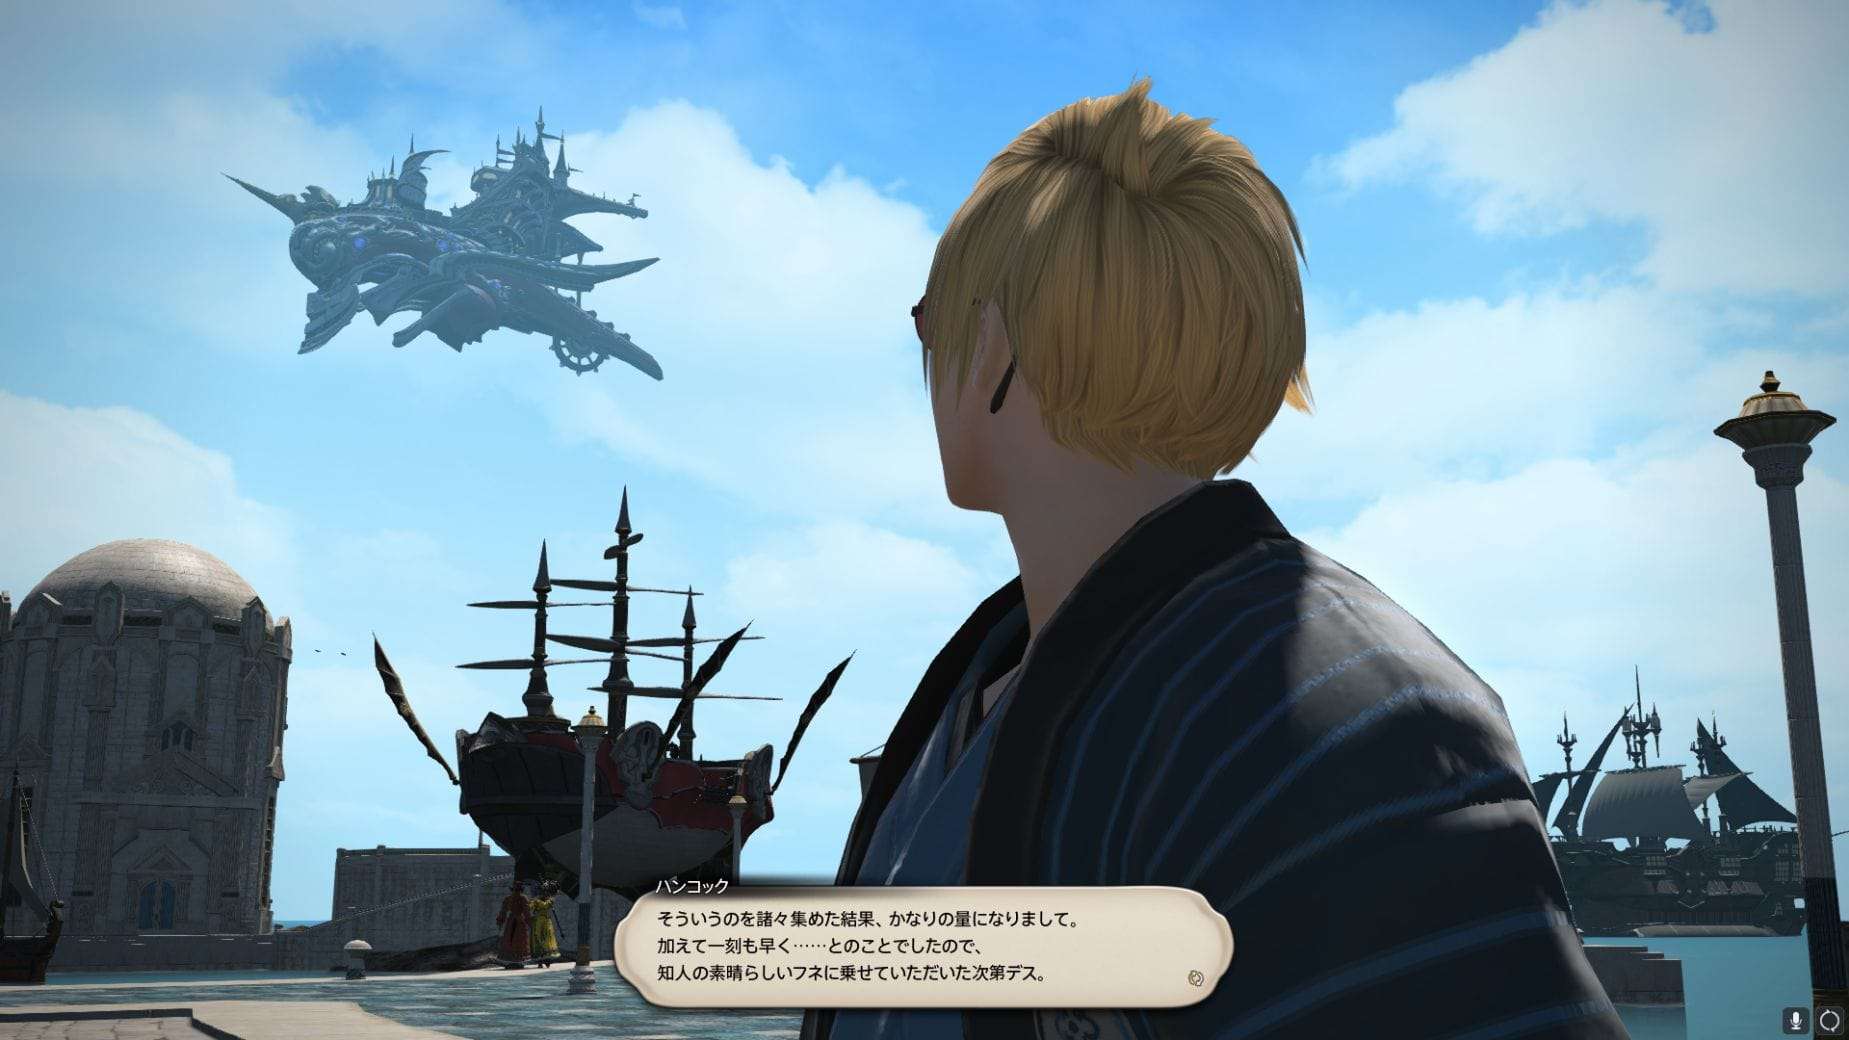 ハンコック
そういうのを諸々集めた結果、かなりの量になりまして。
加えて一刻も早く……とのことでしたので、
知人の素晴らしいフネに乗せていただいた次第デス。